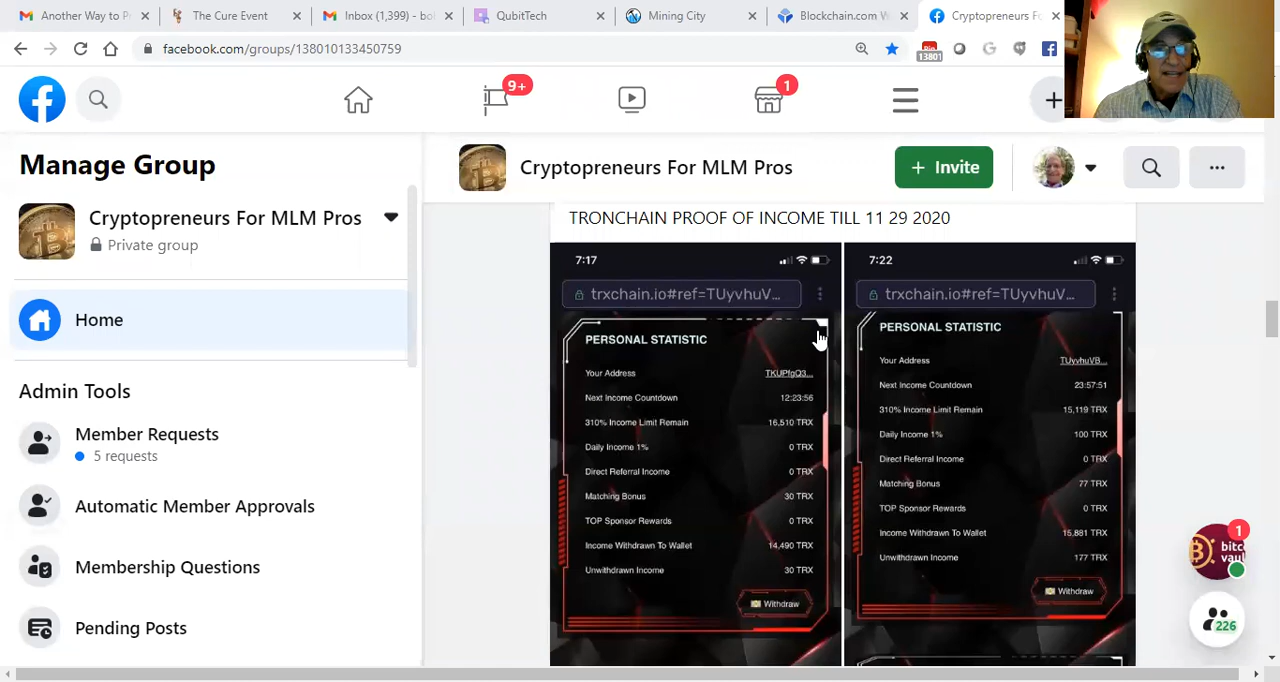 Another Way to P
The Cure Event
Inbox (1,399) - bo
QubitTech
Mining City
Blockchain.com W
Cryptopreneurs Fo
facebook.com/groups/138010133450759
13801
9+
1
Manage Group
Cryptopreneurs For MLM Pros
Private group
Home
Admin Tools
Member Requests
5 requests
Automatic Member Approvals
Membership Questions
Pending Posts
Cryptopreneurs For MLM Pros
+ Invite
TRONCHAIN PROOF OF INCOME TILL 11 29 2020
7:17
trxchain.io#ref=TUyvhuV...
PERSONAL STATISTIC
Your Address TKUPfgQ3...
Next Income Countdown 12:23:56
310% Income Limit Remain 16,510 TRX
Daily Income 1% 0 TRX
Direct Referral Income 0 TRX
Matching Bonus 30 TRX
TOP Sponsor Rewards 0 TRX
Income Withdrawn To Wallet 14,490 TRX
Unwithdrawn Income 30 TRX
Withdraw
7:22
trxchain.io#ref=TUyvhuV...
PERSONAL STATISTIC
Your Address TUyvhuVB...
Next Income Countdown 23:57:51
310% Income Limit Remain 15,119 TRX
Daily Income 1% 100 TRX
Direct Referral Income 0 TRX
Matching Bonus 77 TRX
TOP Sponsor Rewards 0 TRX
Income Withdrawn To Wallet 15,881 TRX
Unwithdrawn Income 177 TRX
Withdraw
1
bitco
vaul
226